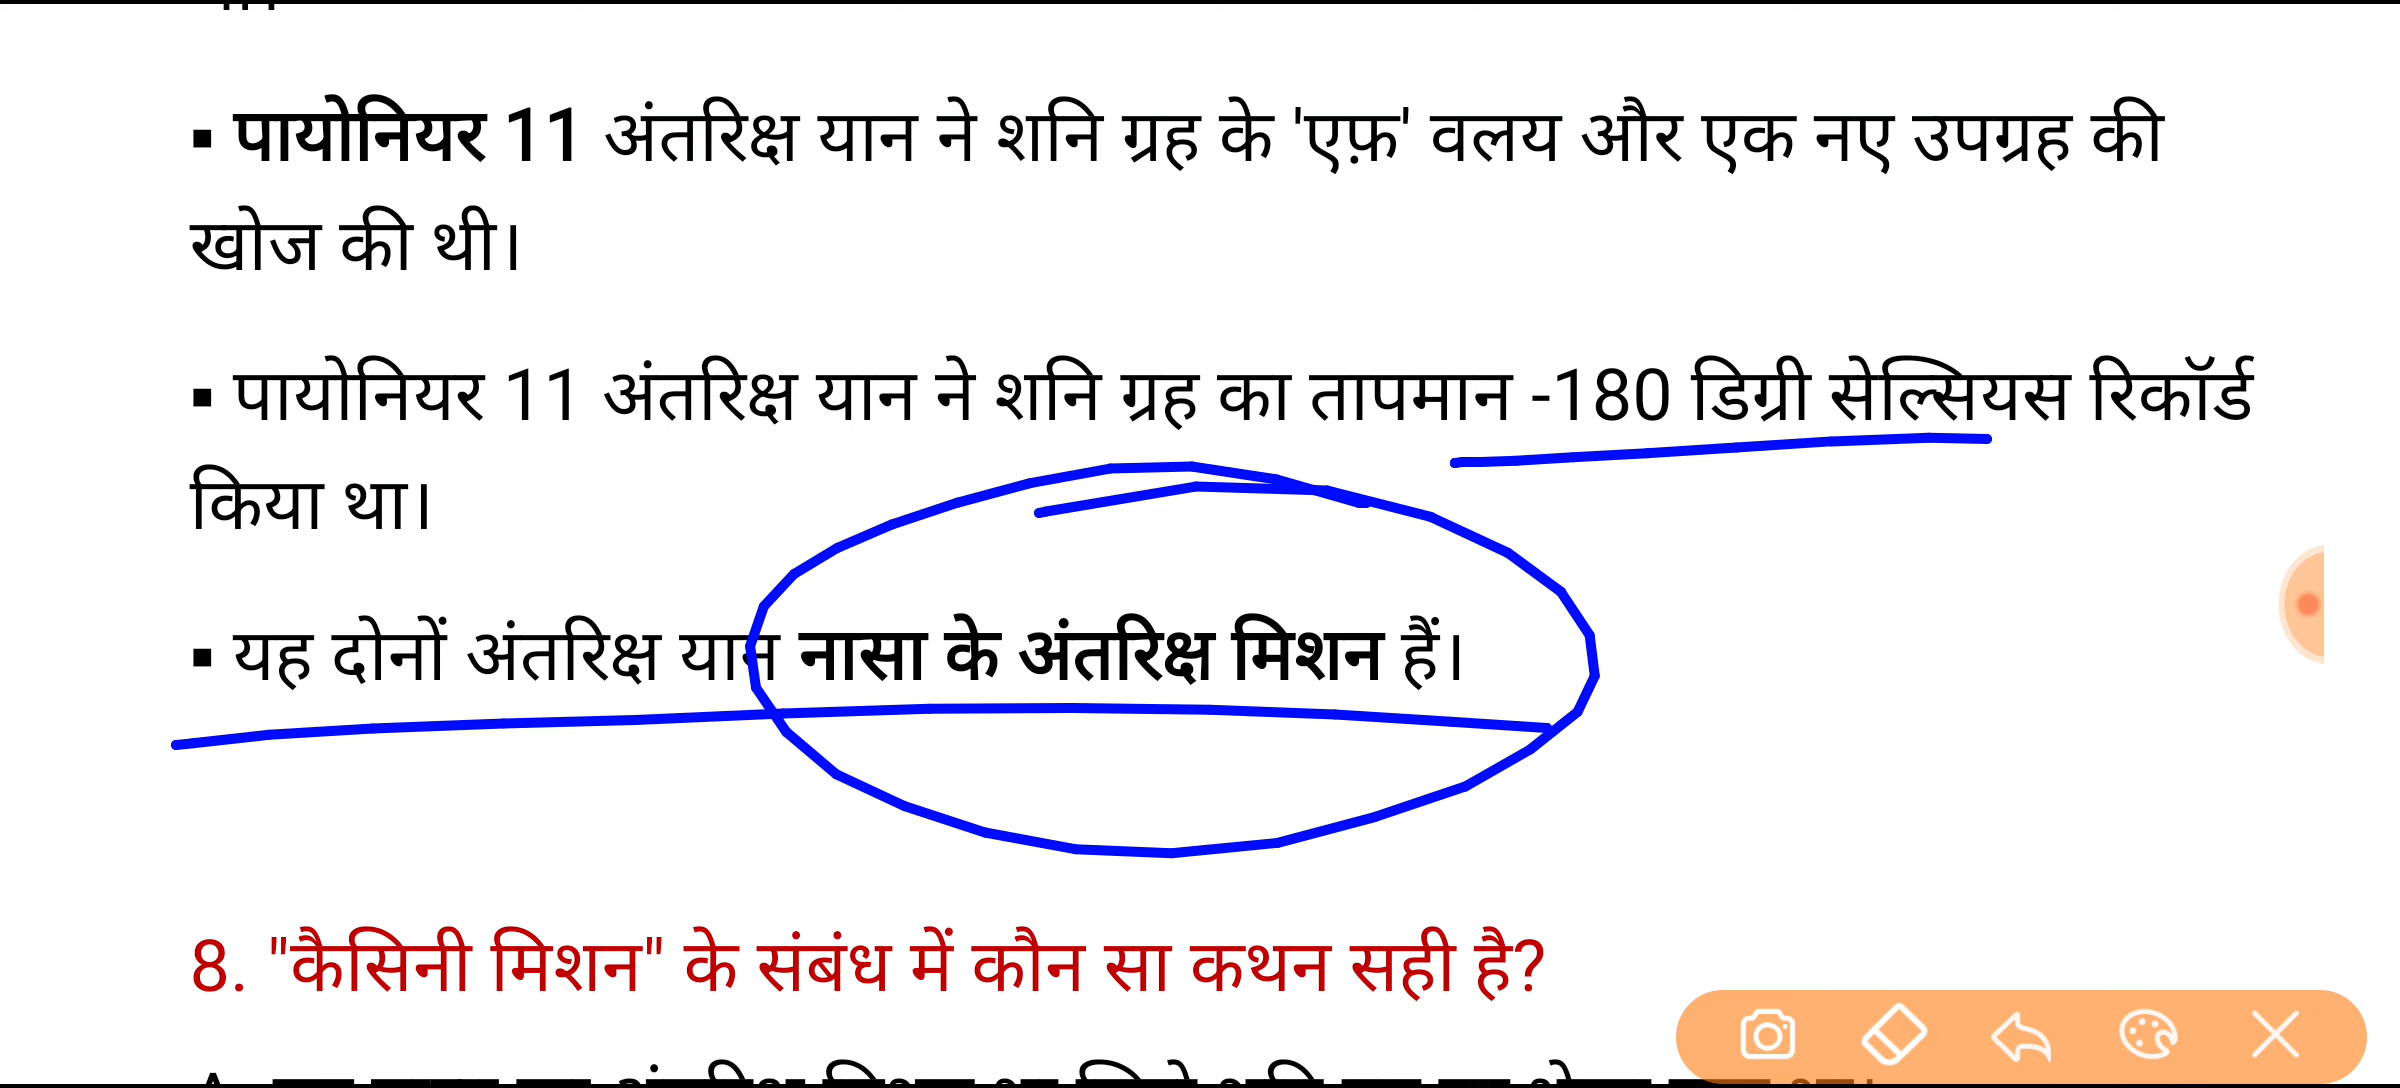 ▪ पायोनियर 11 अंतरिक्ष यान ने शनि ग्रह के 'एफ़' वलय और एक नए उपग्रह की
खोज की थी।
▪ पायोनियर 11 अंतरिक्ष यान ने शनि ग्रह का तापमान -180 डिग्री सेल्सियस रिकॉर्ड
किया था।
▪ यह दोनों अंतरिक्ष यान नासा के अंतरिक्ष मिशन हैं।
8. "कैसिनी मिशन" के संबंध में कौन सा कथन सही है?